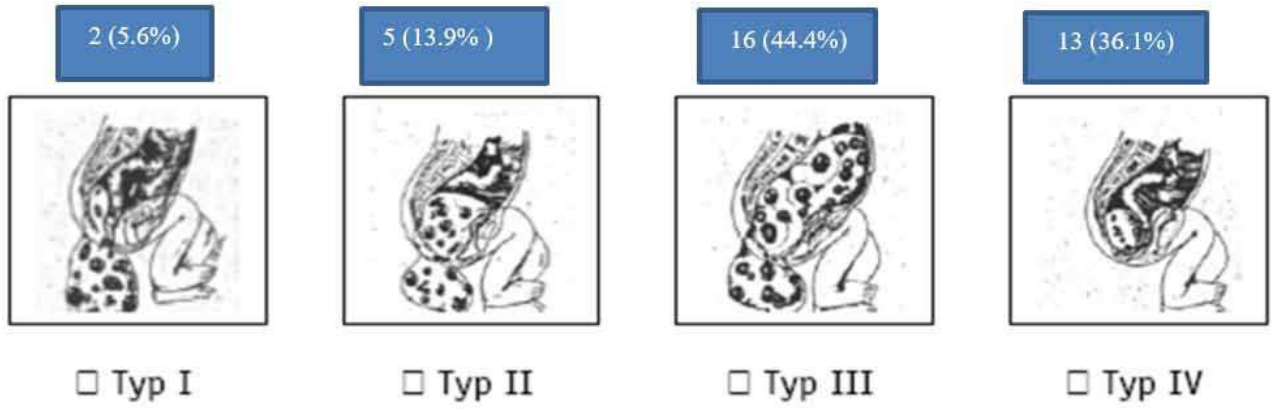 2 (5.6%)
5 (13.9% )
16 (44.4%)
13 (36.1%)
☐ Typ I
☐ Typ II
☐ Typ III
☐ Typ IV